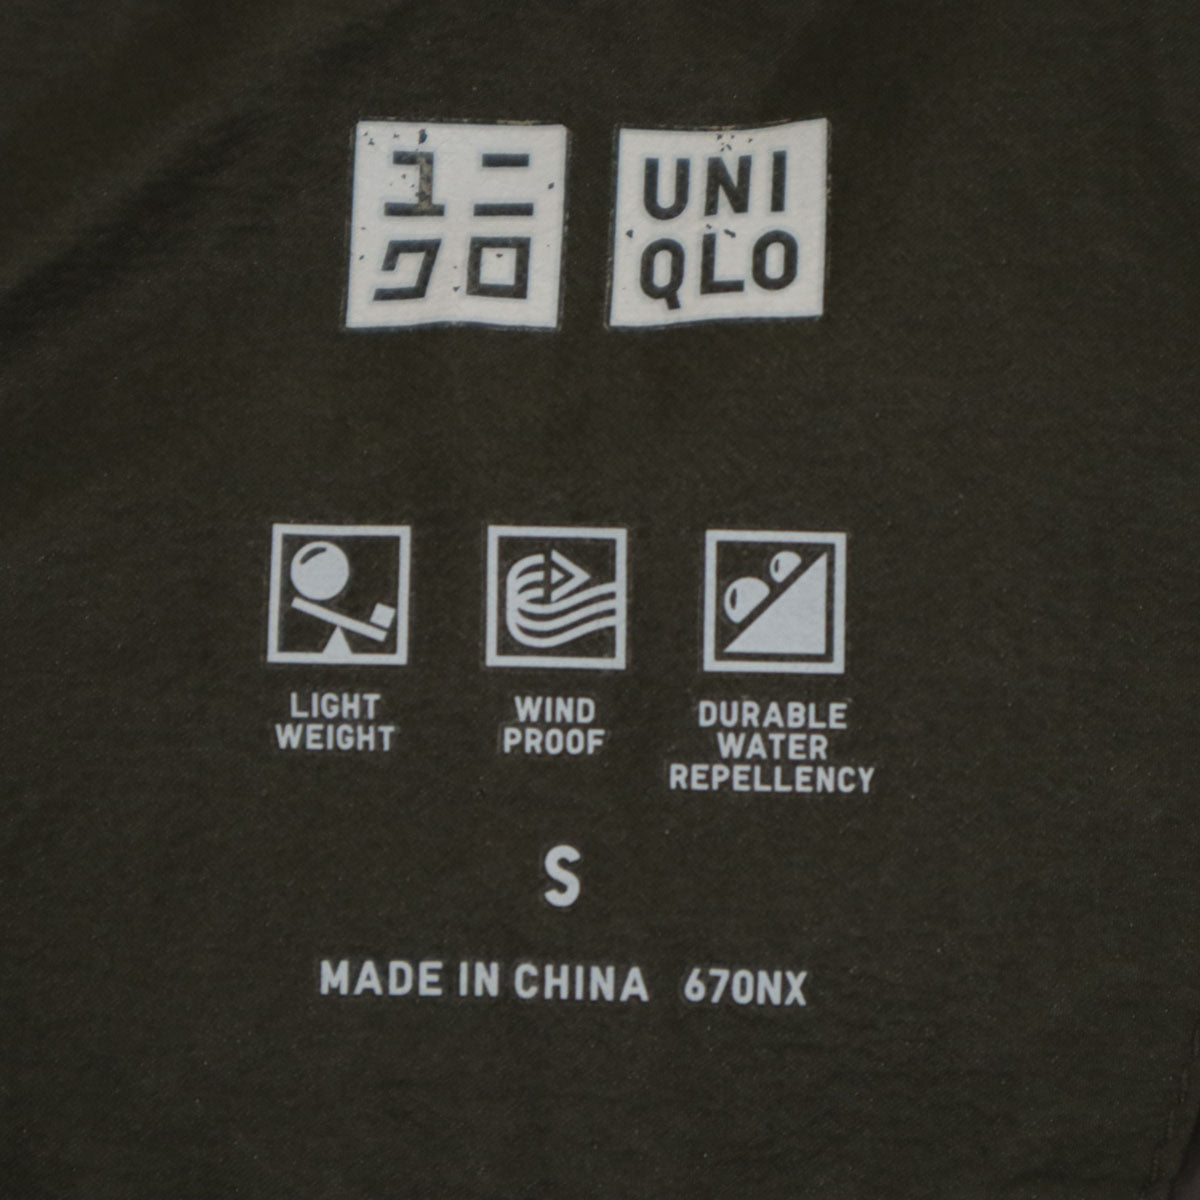 ユニ
クロ
UNI
QLO
LIGHT
WEIGHT
WIND
PROOF
DURABLE
WATER
REPELLENCY
S
MADE IN CHINA 670NX